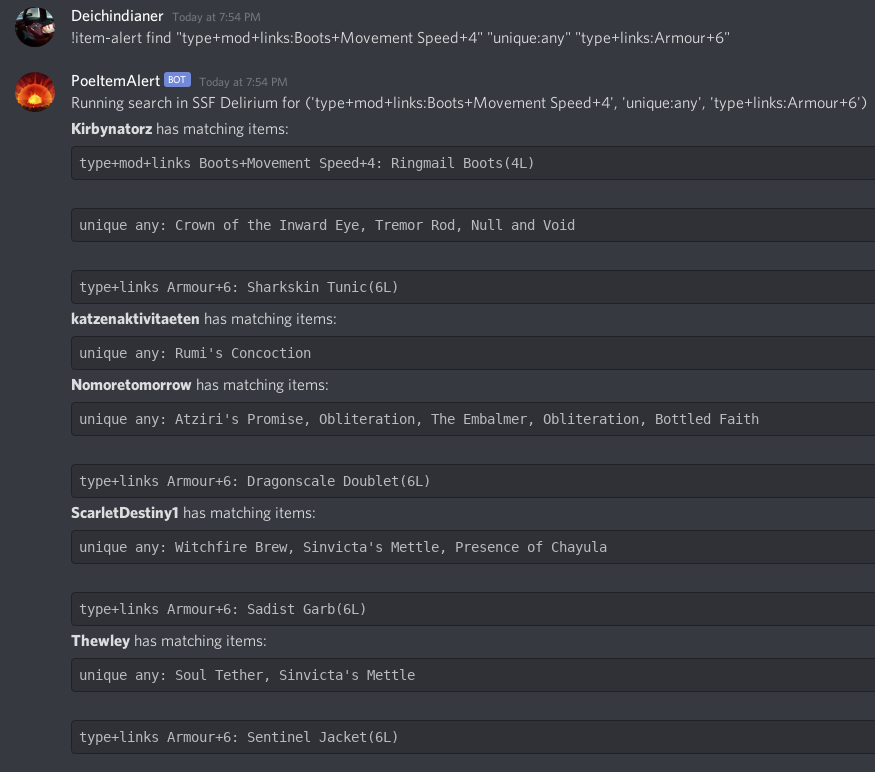 Deichindianer Today at 7:54 PM
!item-alert find "type+mod+links:Boots+Movement Speed+4" "unique:any" "type+links:Armour+6"
PoeItemAlert BOT Today at 7:54 PM
Running search in SSF Delirium for ('type+mod+links:Boots+Movement Speed+4', 'unique:any', 'type+links:Armour+6')
Kirbynatorz has matching items:
type+mod+links Boots+Movement Speed+4: Ringmail Boots(4L)
unique any: Crown of the Inward Eye, Tremor Rod, Null and Void
type+links Armour+6: Sharkskin Tunic(6L)
katzenaktivitaeten has matching items:
unique any: Rumi's Concoction
Nomoretomorrow has matching items:
unique any: Atziri's Promise, Obliteration, The Embalmer, Obliteration, Bottled Faith
type+links Armour+6: Dragonscale Doublet(6L)
ScarletDestiny1 has matching items:
unique any: Witchfire Brew, Sinvicta's Mettle, Presence of Chayula
type+links Armour+6: Sadist Garb(6L)
Thewley has matching items:
unique any: Soul Tether, Sinvicta's Mettle
type+links Armour+6: Sentinel Jacket(6L)